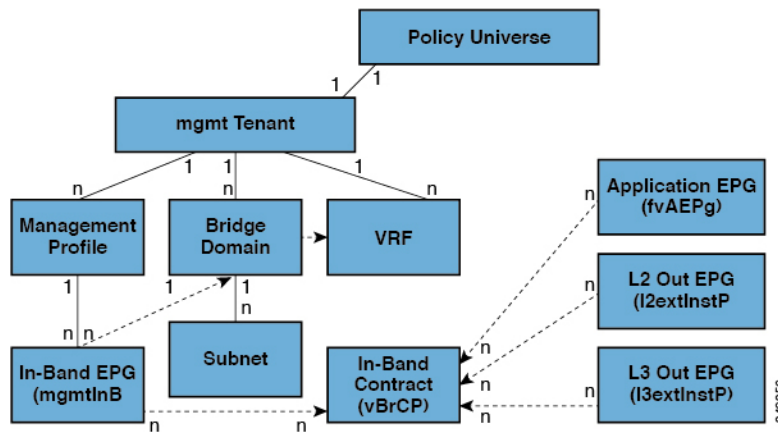 Policy Universe
1
1
mgmt Tenant
1
1
1
n
n
n
n
Management
Profile
Bridge
Domain
VRF
Application EPG
(fvAEPg)
1
1
1
n
L2 Out EPG
(l2extInstP
n
n
n
n
n
n
In-Band EPG
(mgmtInB
Subnet
In-Band
Contract
(vBrCP)
L3 Out EPG
(l3extInstP)
n
n
n
n